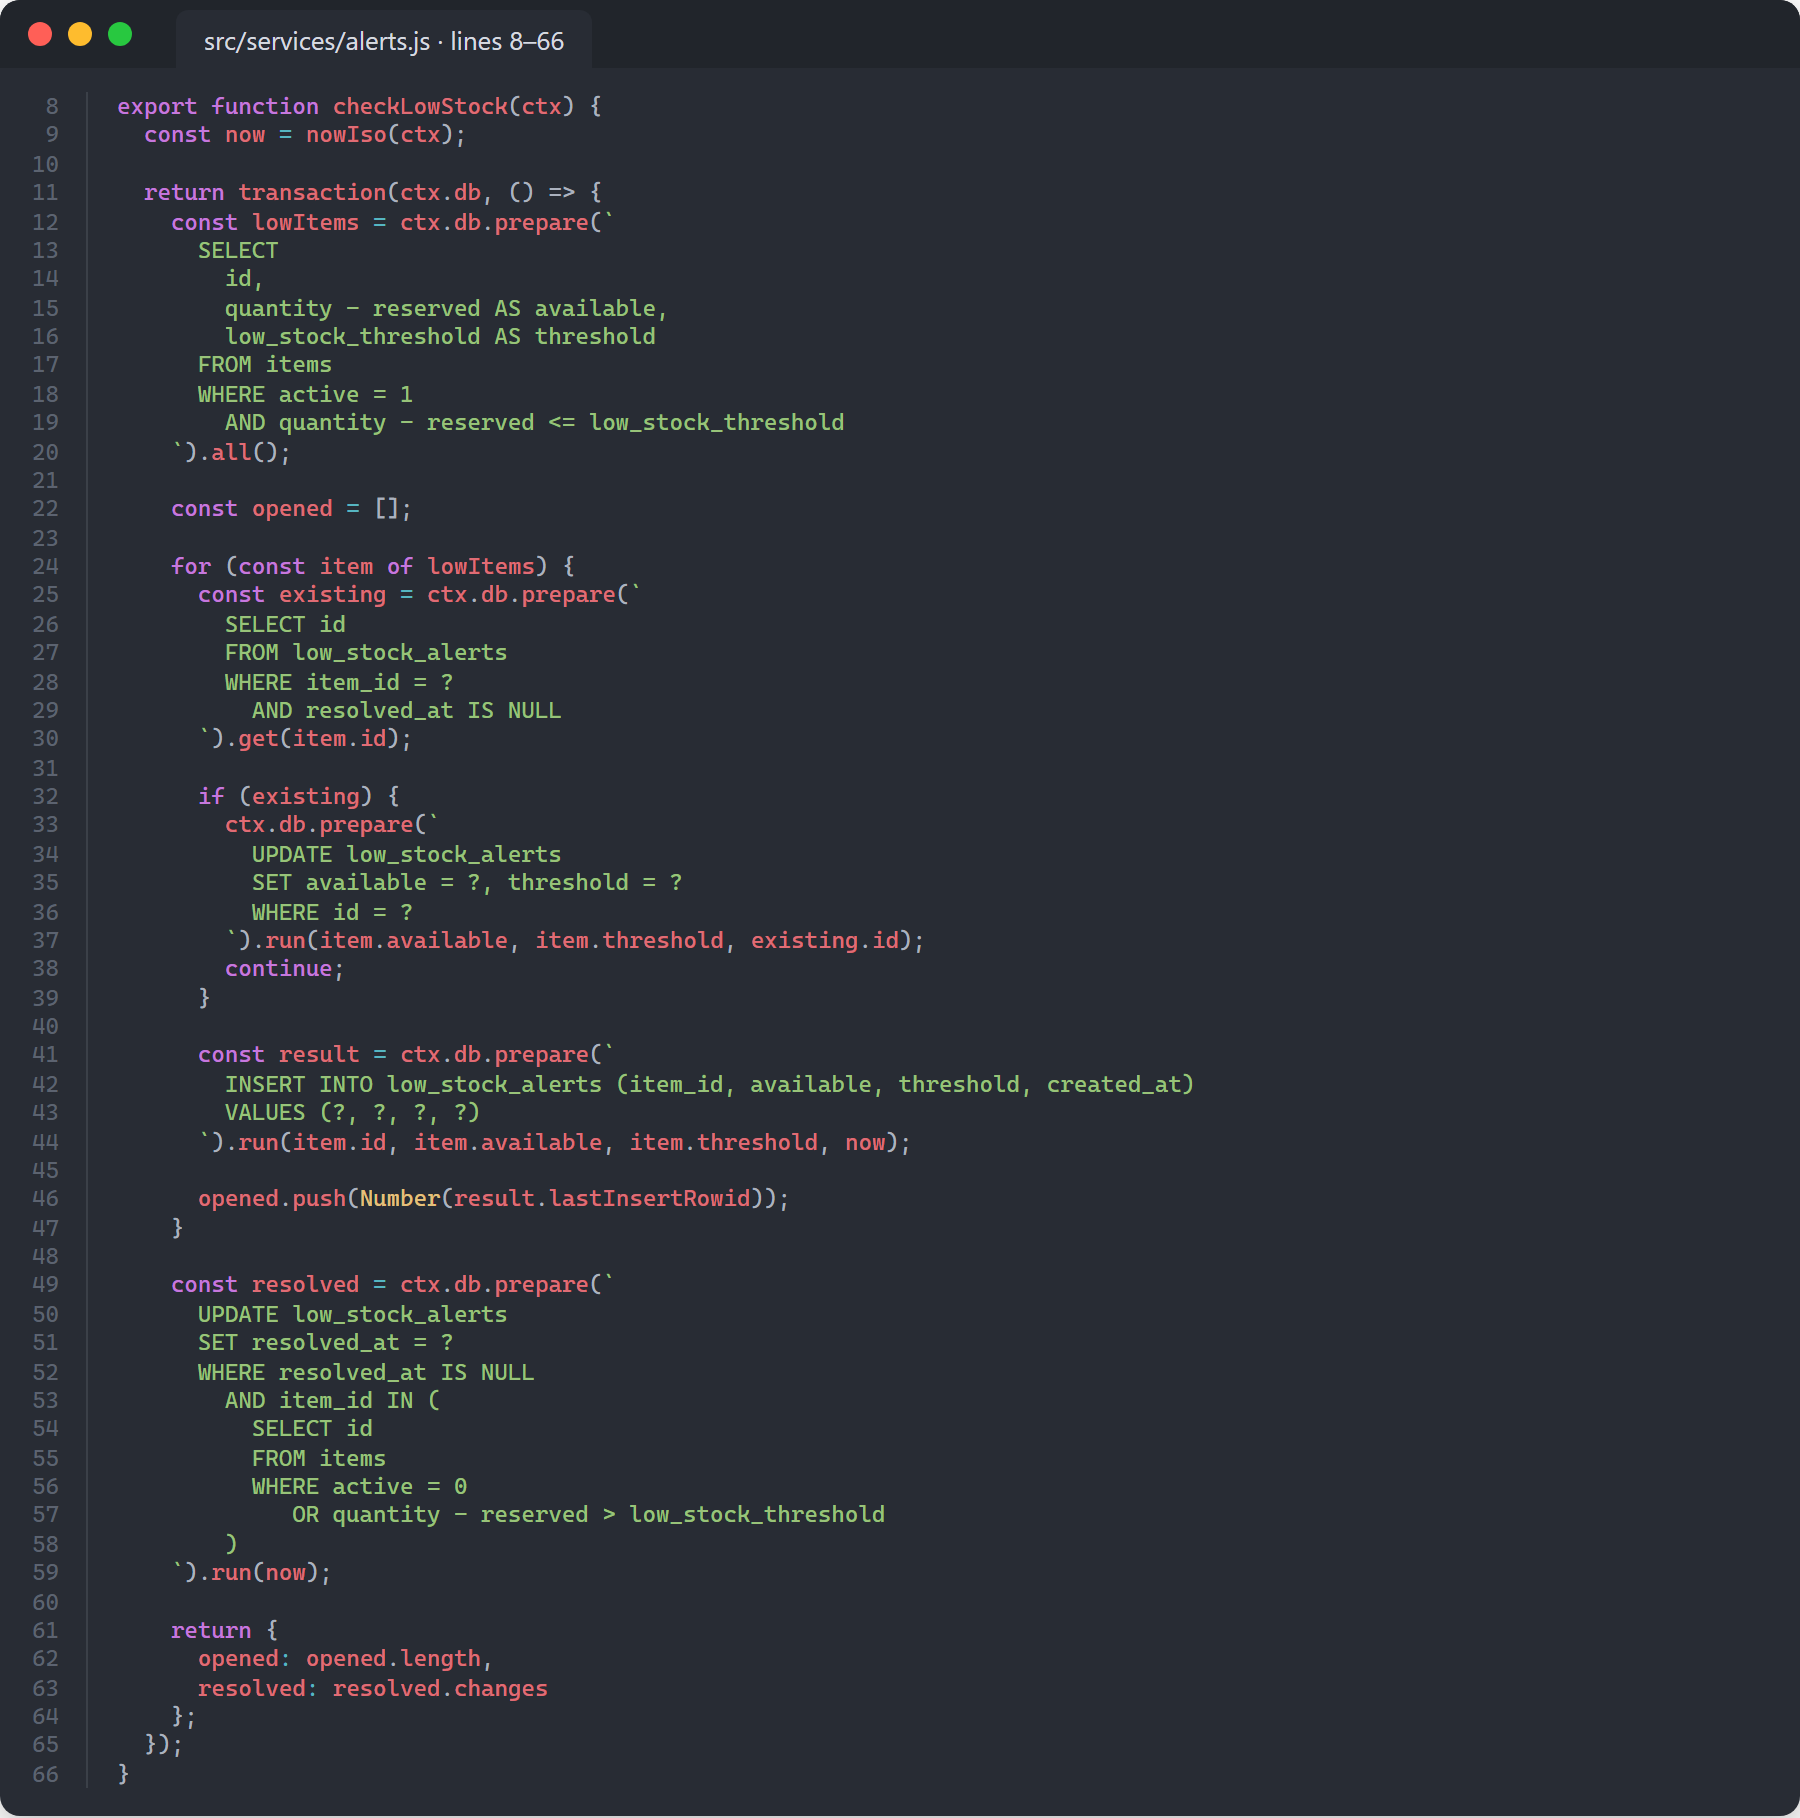 src/services/alerts.js · lines 8–66
8 export function checkLowStock(ctx) {
9   const now = nowIso(ctx);
10
11   return transaction(ctx.db, () => {
12     const lowItems = ctx.db.prepare(`
13       SELECT
14         id,
15         quantity - reserved AS available,
16         low_stock_threshold AS threshold
17       FROM items
18       WHERE active = 1
19         AND quantity - reserved <= low_stock_threshold
20     `).all();
21
22     const opened = [];
23
24     for (const item of lowItems) {
25       const existing = ctx.db.prepare(`
26         SELECT id
27         FROM low_stock_alerts
28         WHERE item_id = ?
29           AND resolved_at IS NULL
30       `).get(item.id);
31
32       if (existing) {
33         ctx.db.prepare(`
34           UPDATE low_stock_alerts
35           SET available = ?, threshold = ?
36           WHERE id = ?
37         `).run(item.available, item.threshold, existing.id);
38         continue;
39       }
40
41       const result = ctx.db.prepare(`
42         INSERT INTO low_stock_alerts (item_id, available, threshold, created_at)
43         VALUES (?, ?, ?, ?)
44       `).run(item.id, item.available, item.threshold, now);
45
46       opened.push(Number(result.lastInsertRowid));
47     }
48
49     const resolved = ctx.db.prepare(`
50       UPDATE low_stock_alerts
51       SET resolved_at = ?
52       WHERE resolved_at IS NULL
53         AND item_id IN (
54           SELECT id
55           FROM items
56           WHERE active = 0
57              OR quantity - reserved > low_stock_threshold
58         )
59     `).run(now);
60
61     return {
62       opened: opened.length,
63       resolved: resolved.changes
64     };
65   });
66 }